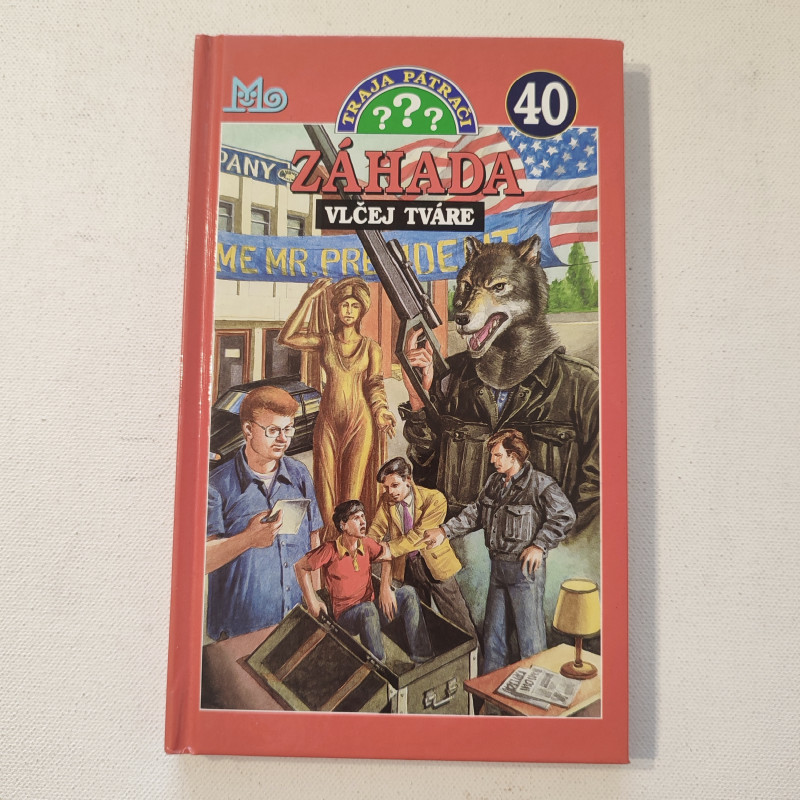 TRAJA PÁTRAČI
???
40
PANY
ZÁHADA
VLČEJ TVÁRE
ME MR. PRESIDENT